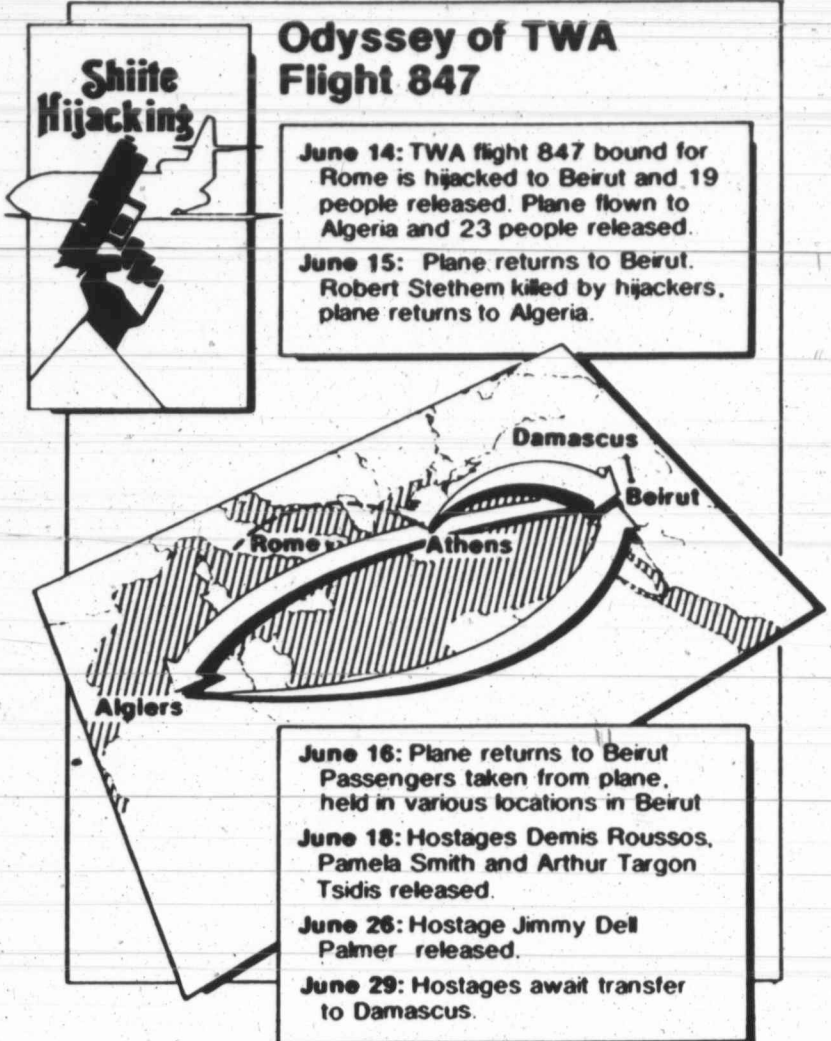 Shiite
Hijacking
Odyssey of TWA
Flight 847
June 14: TWA flight 847 bound for
Rome is hijacked to Beirut and 19
people released. Plane flown to
Algeria and 23 people released.
June 15: Plane returns to Beirut.
Robert Stethem killed by hijackers,
plane returns to Algeria.
Damascus
Beirut
Rome
Athens
Algiers
June 16: Plane returns to Beirut
Passengers taken from plane,
held in various locations in Beirut
June 18: Hostages Demis Roussos,
Pamela Smith and Arthur Targon
Tsidis released.
June 26: Hostage Jimmy Dell
Palmer released.
June 29: Hostages await transfer
to Damascus.